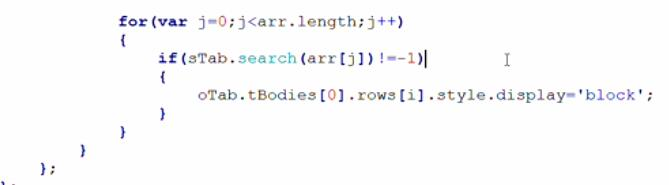 for(var j=0;j<arr.length;j++)
{
if(sTab.search(arr[j])!=-1)
{
oTab.tBodies[0].rows[i].style.display='block';
}
}
}
};
};